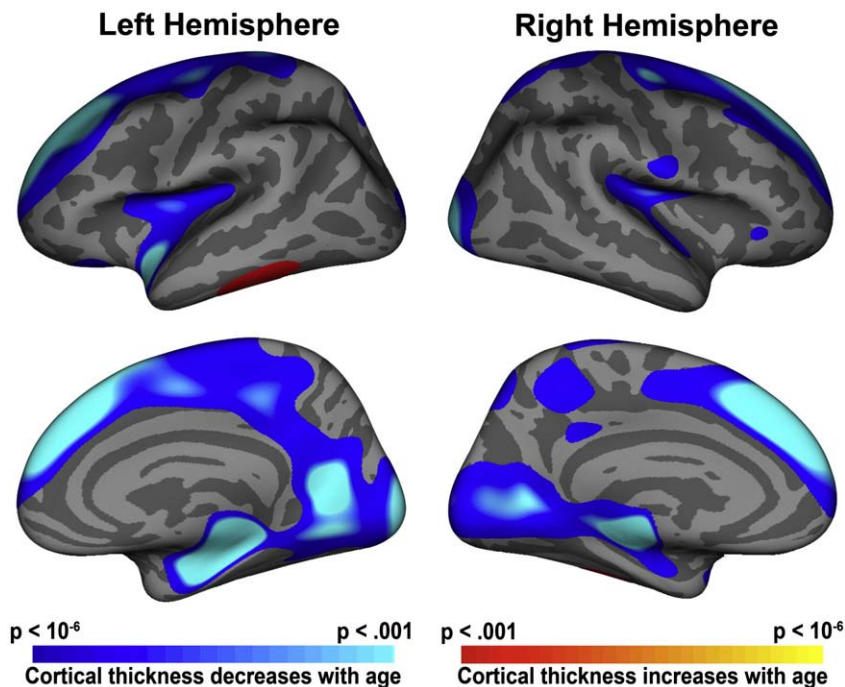 Left Hemisphere
Right Hemisphere
p < 10⁻⁶
p < .001
Cortical thickness decreases with age
p < .001
p < 10⁻⁶
Cortical thickness increases with age